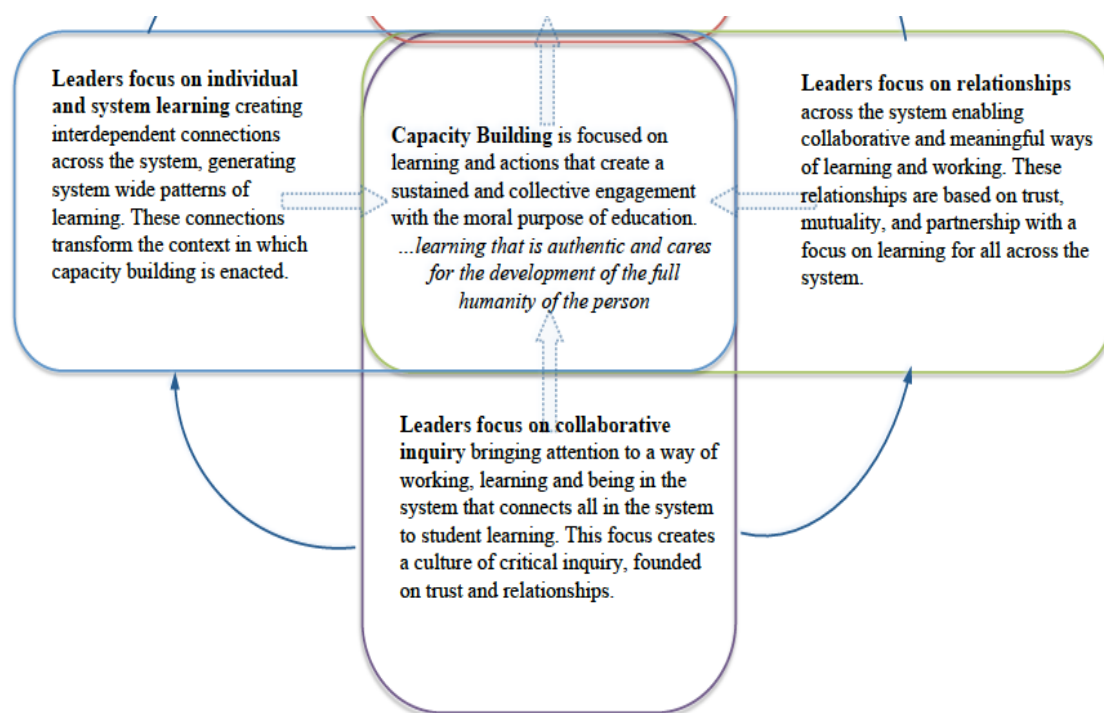 Leaders focus on individual
and system learning creating
interdependent connections
across the system, generating
system wide patterns of
learning. These connections
transform the context in which
capacity building is enacted.
Capacity Building is focused on
learning and actions that create a
sustained and collective engagement
with the moral purpose of education.
...learning that is authentic and cares
for the development of the full
humanity of the person
Leaders focus on relationships
across the system enabling
collaborative and meaningful ways
of learning and working. These
relationships are based on trust,
mutuality, and partnership with a
focus on learning for all across the
system.
Leaders focus on collaborative
inquiry bringing attention to a way of
working, learning and being in the
system that connects all in the system
to student learning. This focus creates
a culture of critical inquiry, founded
on trust and relationships.